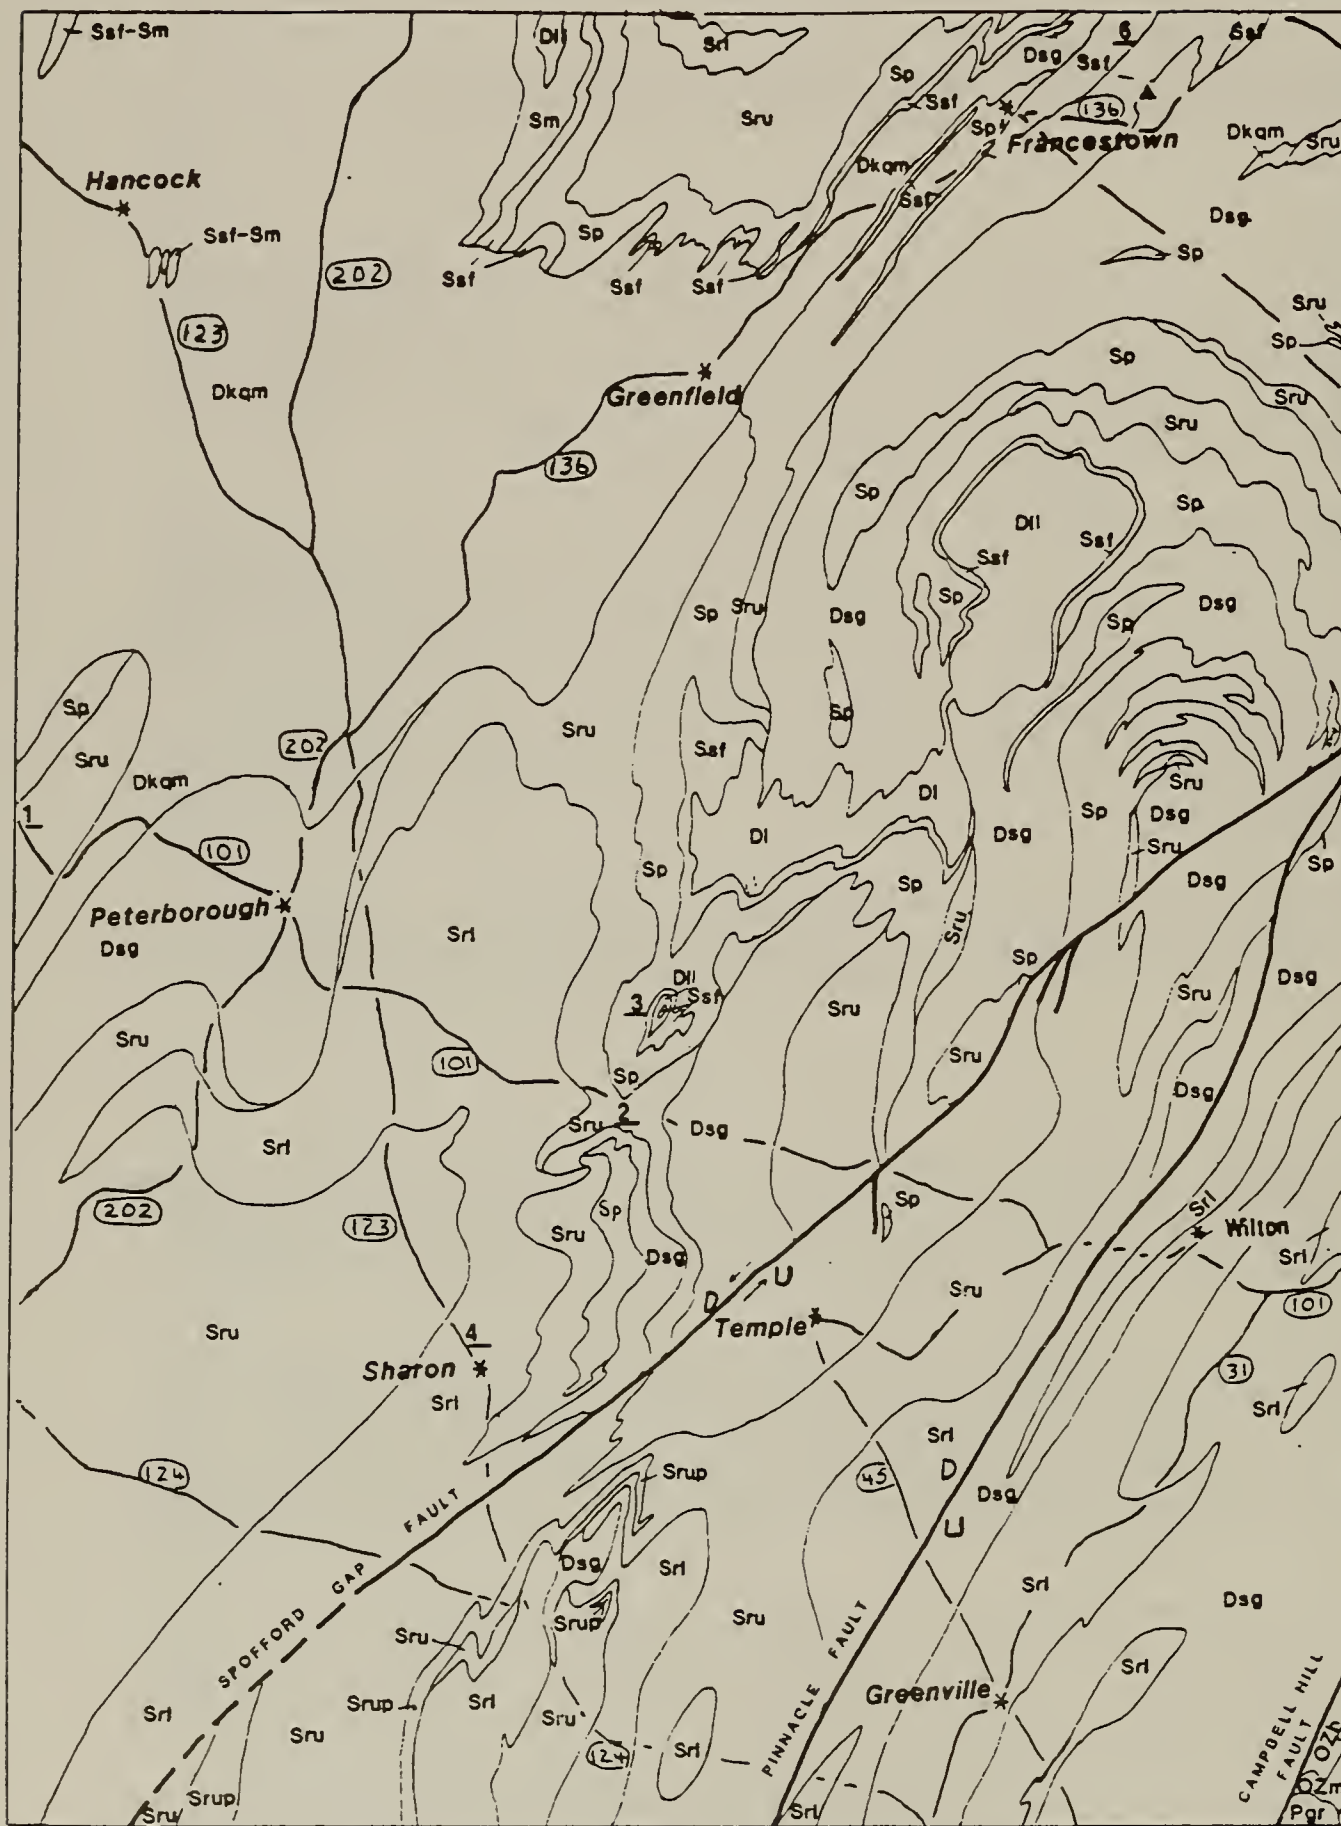 Ssf-Sm
Dll
Srl
6
Ssf
Dsg
Ssf
Sp
Ssf
Sm
Sru
Sp
136
Francestown
Dkqm
Sru
Dkqm
Hancock
Ssf
Dsg
Ssf-Sm
Sp
Sp
202
Ssf
Ssf
Ssf
Sru
123
Sp
Sp
Dkqm
Greenfield
Sru
Sru
136
Sp
Sp
Dll
Ssf
Ssf
Sp
Sru
Dsg
Sp
Sp
Dsg
Sp
Sp
Sru
Ssf
Sru
202
Sru
Dkqm
Dl
Sp
Dsg
1
Dl
Dsg
Sru
101
Sp
Sp
Dsg
Sp
Peterborough
Sru
Dsg
Srl
Sp
Dsg
Dll
Ssf
3
Sru
Sru
Sru
101
Sru
Sp
Dsg
2
Sru
Dsg
Srl
202
Sp
Sp
Srl
Wilton
123
Sru
Dsg
Srl
U
D
Sru
101
Sru
Temple
4
Sharon
31
Srl
Srl
Srl
124
Srup
45
D
Dsg
FAULT
U
GAP
Dsg
Srl
Srl
Dsg
SPOFFORD
Sru
Srup
Sru
FAULT
Srl
Greenville
Srup
Srl
Srl
Sru
Sru
124
Srl
PINNACLE
CAMPBELL HILL
FAULT
OZm
Srup
Sru
Srl
Pgr